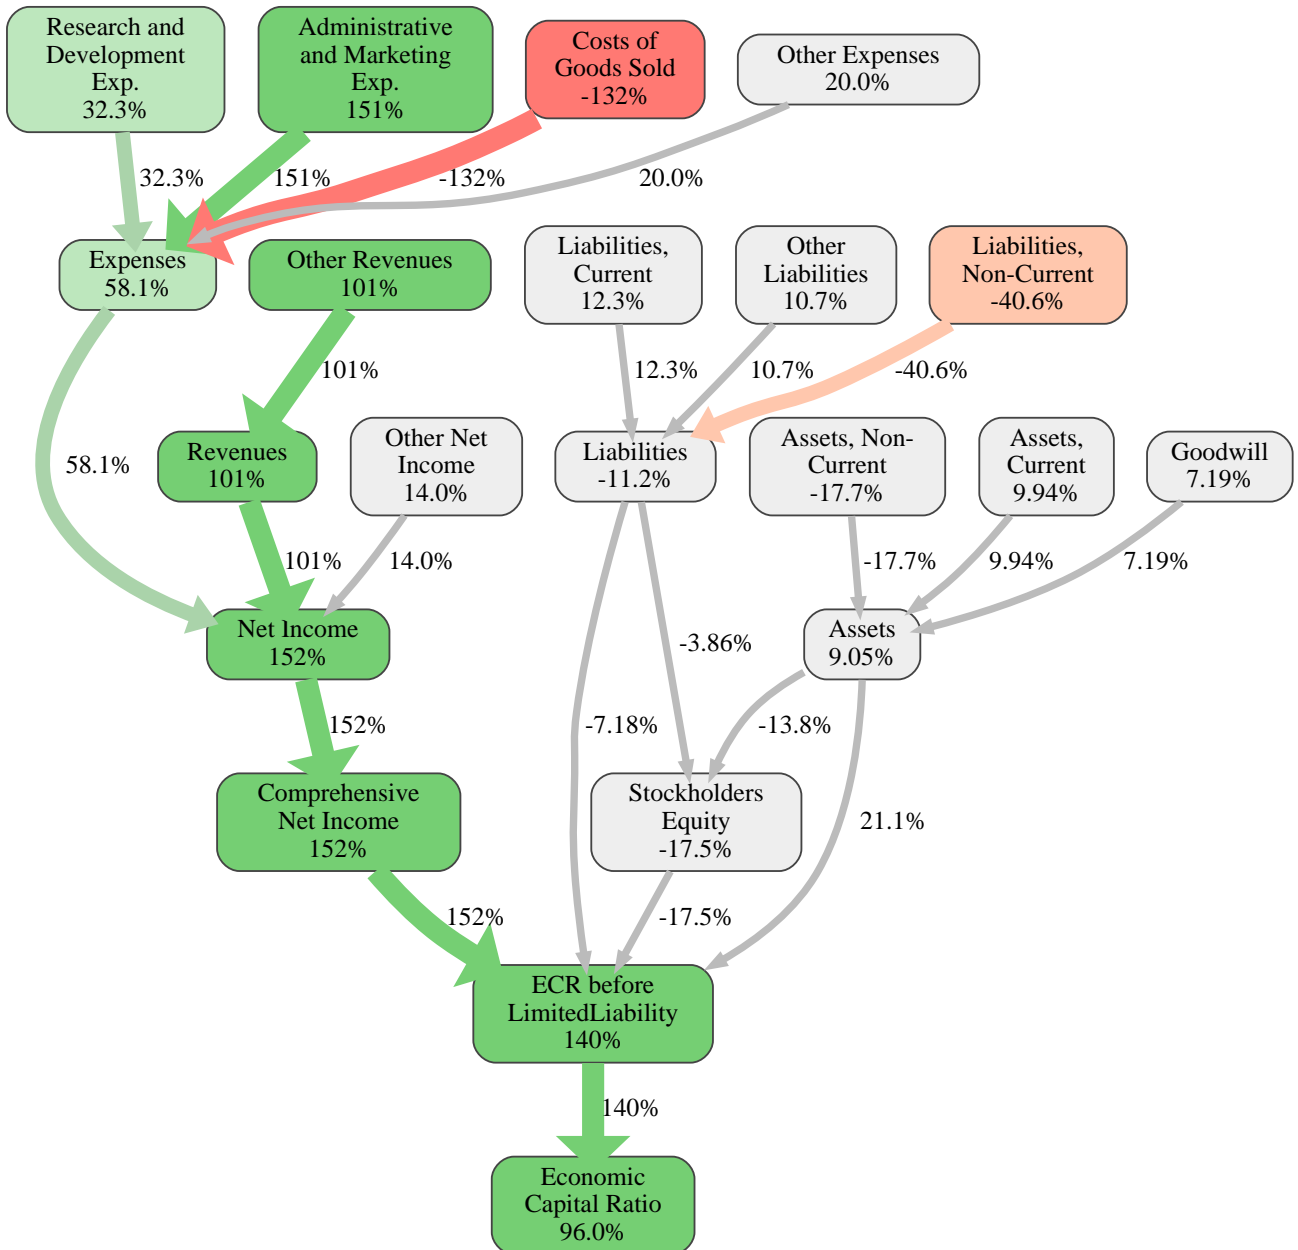 Research and
Development
Exp.
32.3%
Administrative
and Marketing
Exp.
151%
Costs of
Goods Sold
-132%
Other Expenses
20.0%
32.3%
151%
-132%
20.0%
Expenses
58.1%
Other Revenues
101%
Liabilities,
Current
12.3%
Other
Liabilities
10.7%
Liabilities,
Non-Current
-40.6%
101%
12.3%
10.7%
-40.6%
58.1%
Revenues
101%
Other Net
Income
14.0%
Liabilities
-11.2%
Assets, Non-
Current
-17.7%
Assets,
Current
9.94%
Goodwill
7.19%
101%
14.0%
-17.7%
9.94%
7.19%
Net Income
152%
-3.86%
Assets
9.05%
152%
-7.18%
-13.8%
Comprehensive
Net Income
152%
Stockholders
Equity
-17.5%
21.1%
152%
-17.5%
ECR before
LimitedLiability
140%
140%
Economic
Capital Ratio
96.0%